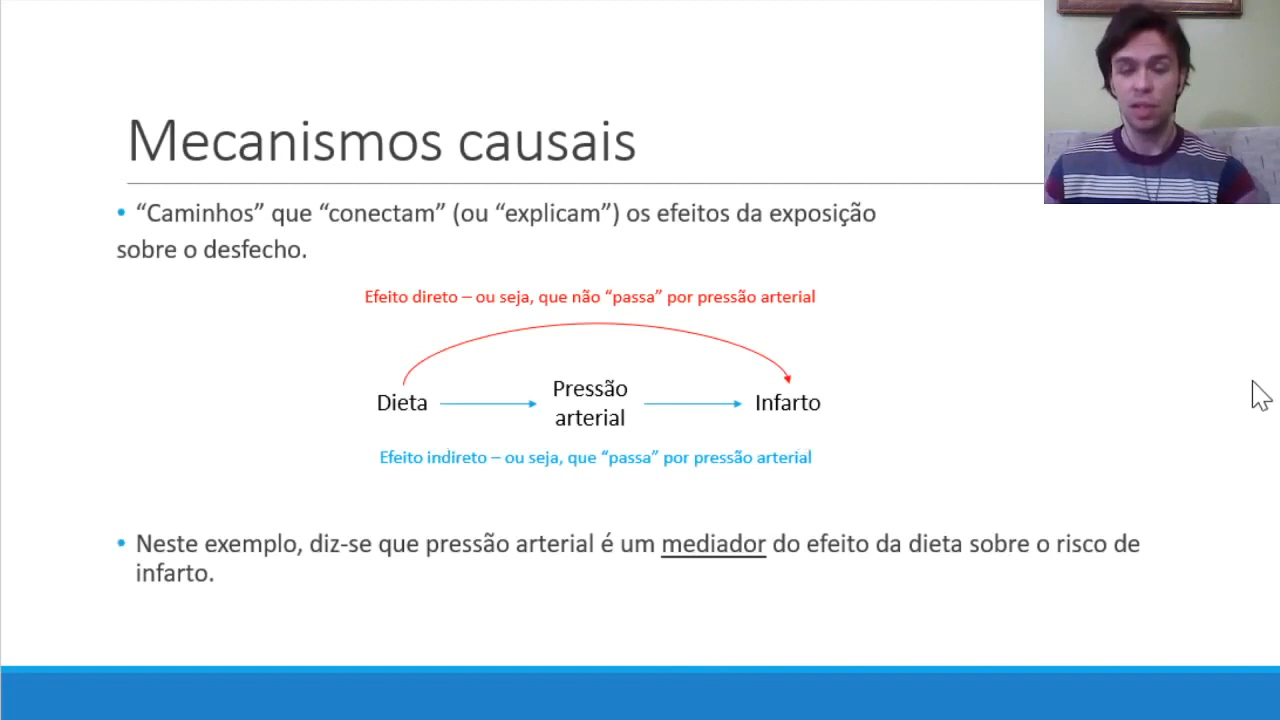 Mecanismos causais
• “Caminhos” que “conectam” (ou “explicam”) os efeitos da exposição
sobre o desfecho.
Efeito direto – ou seja, que não “passa” por pressão arterial
Dieta
Pressão
arterial
Infarto
Efeito indireto – ou seja, que “passa” por pressão arterial
• Neste exemplo, diz-se que pressão arterial é um mediador do efeito da dieta sobre o risco de
infarto.